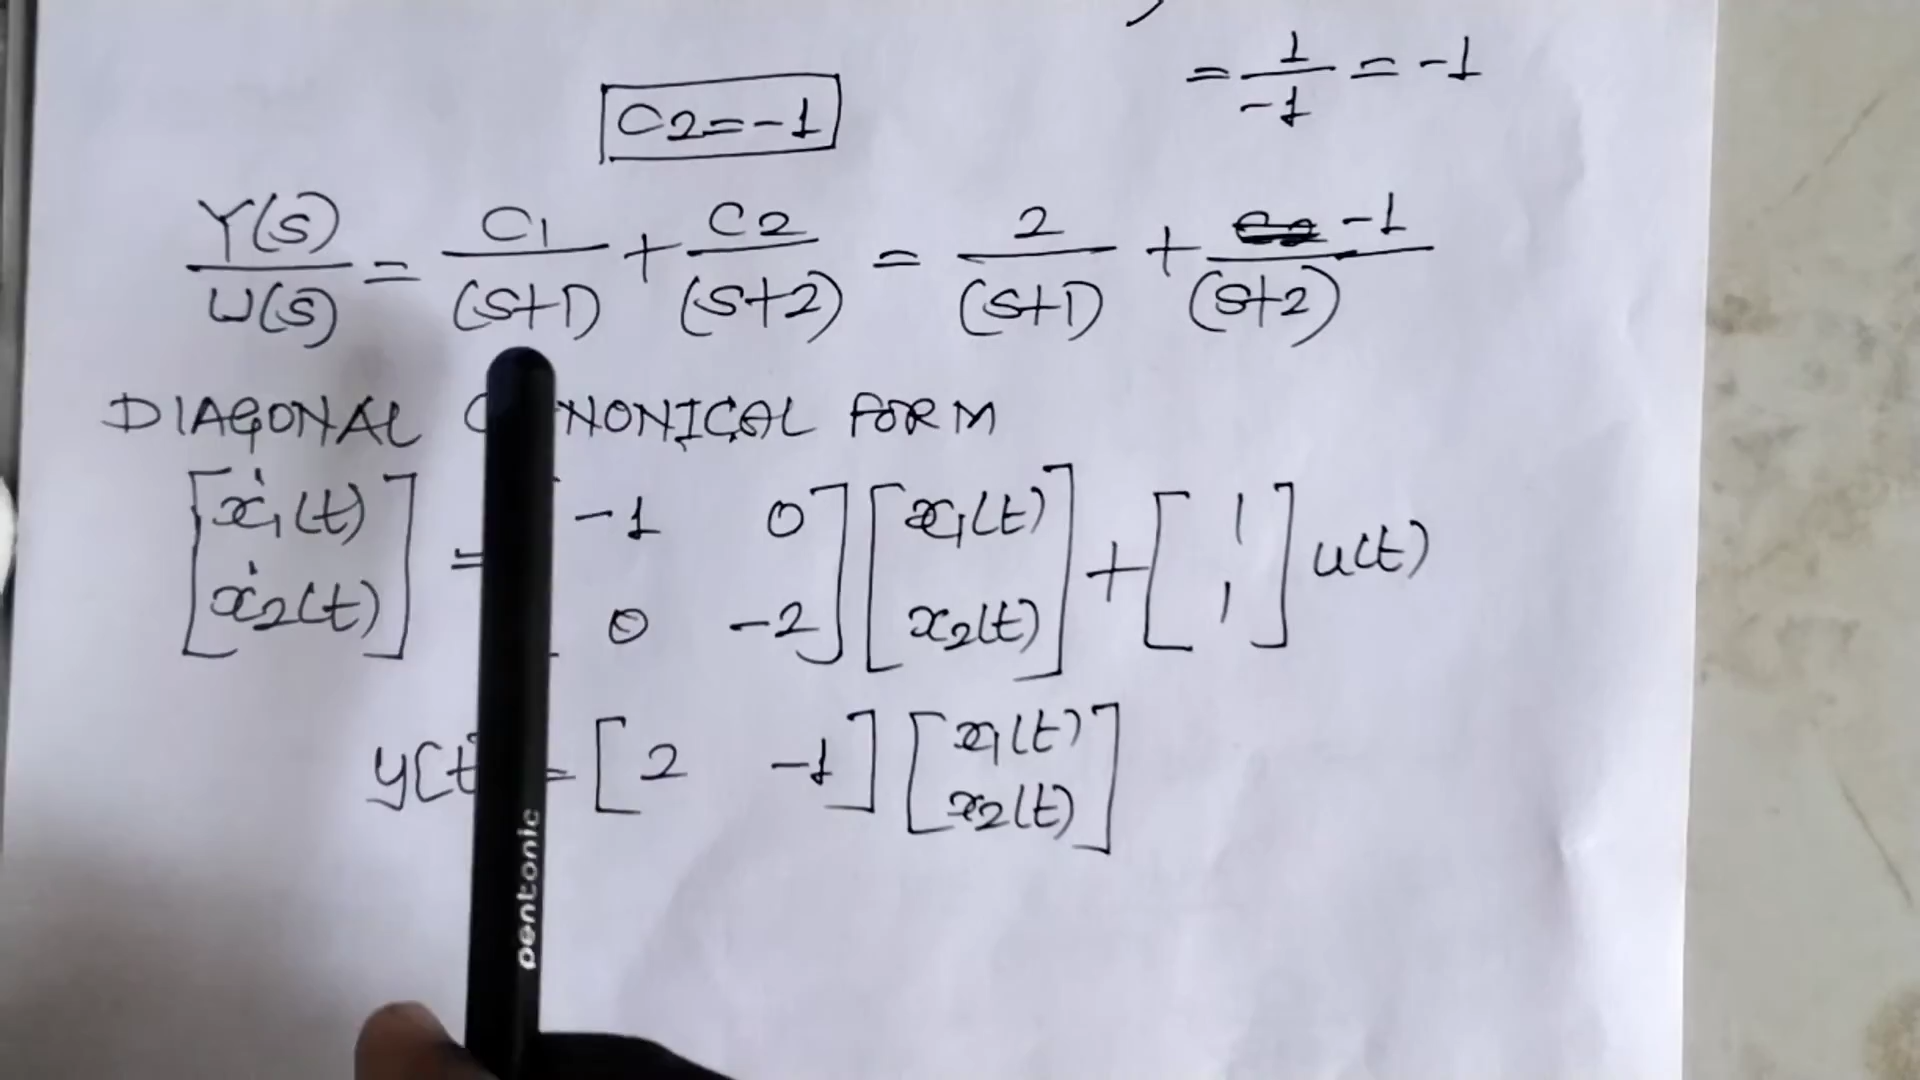 = 1/-1 = -1
C2=-1
Y(s)/U(s) = C1/(S+1) + C2/(S+2) = 2/(S+1) + -1/(S+2)
DIAGONAL C NONICAL FORM
[ẋ1(t) ẋ2(t)] = -1 0 0 -2] [x1(t) x2(t)] + [1 1] u(t)
y(t = [2 -1] [x1(t) x2(t)]
pentonic